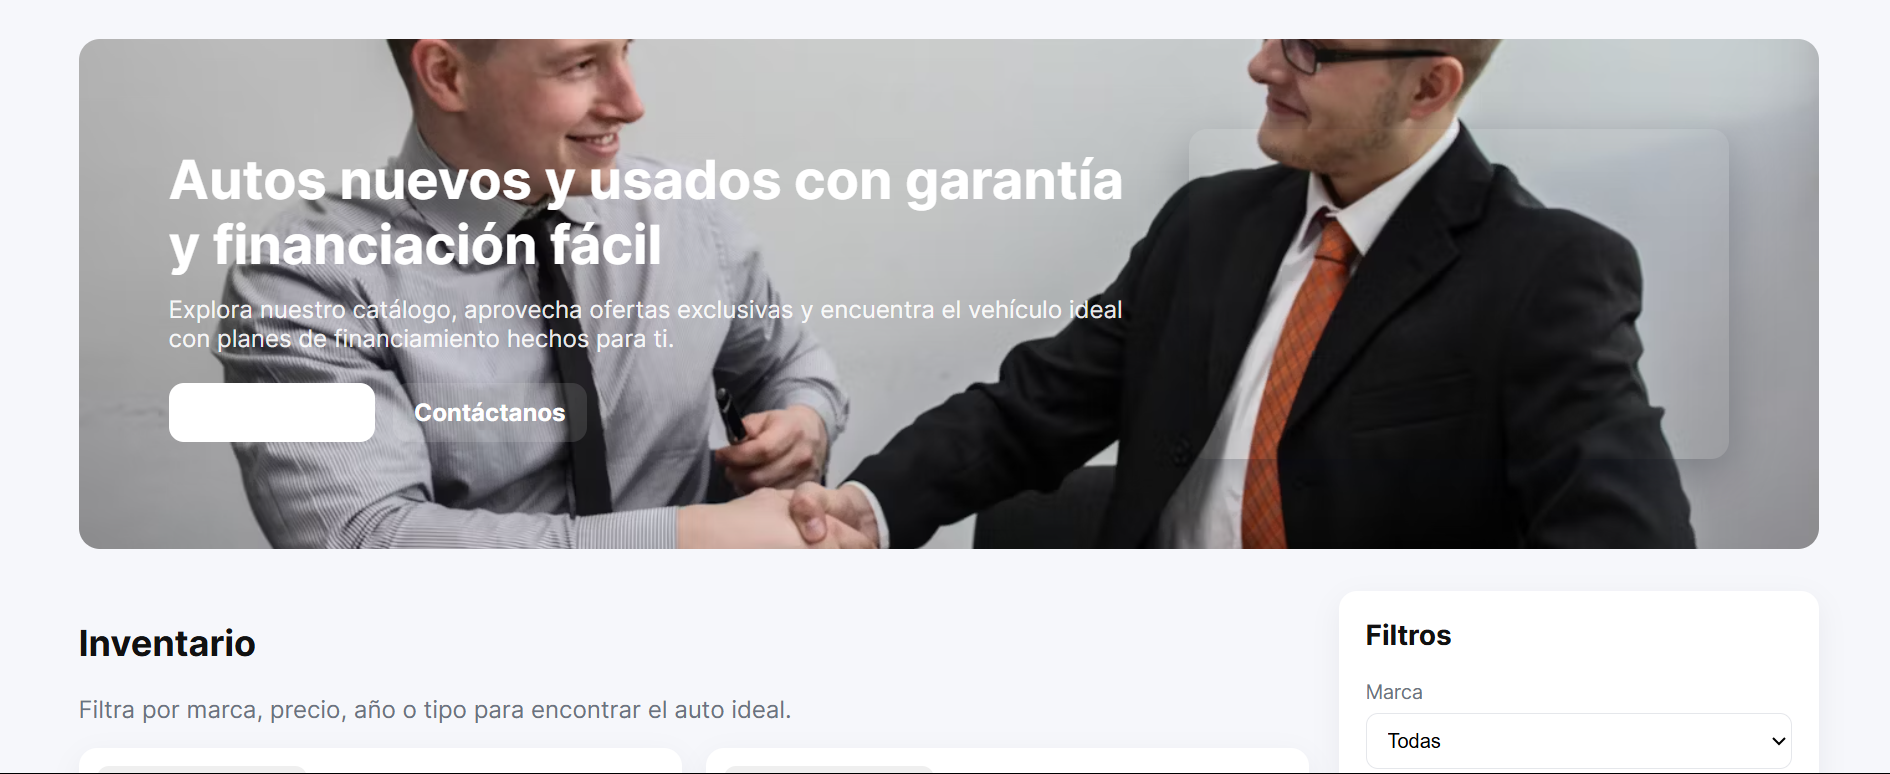 Autos nuevos y usados con garantía
y financiación fácil
Explora nuestro catálogo, aprovecha ofertas exclusivas y encuentra el vehículo ideal
con planes de financiamiento hechos para ti.
Contáctanos
Inventario
Filtra por marca, precio, año o tipo para encontrar el auto ideal.
Filtros
Marca
Todas